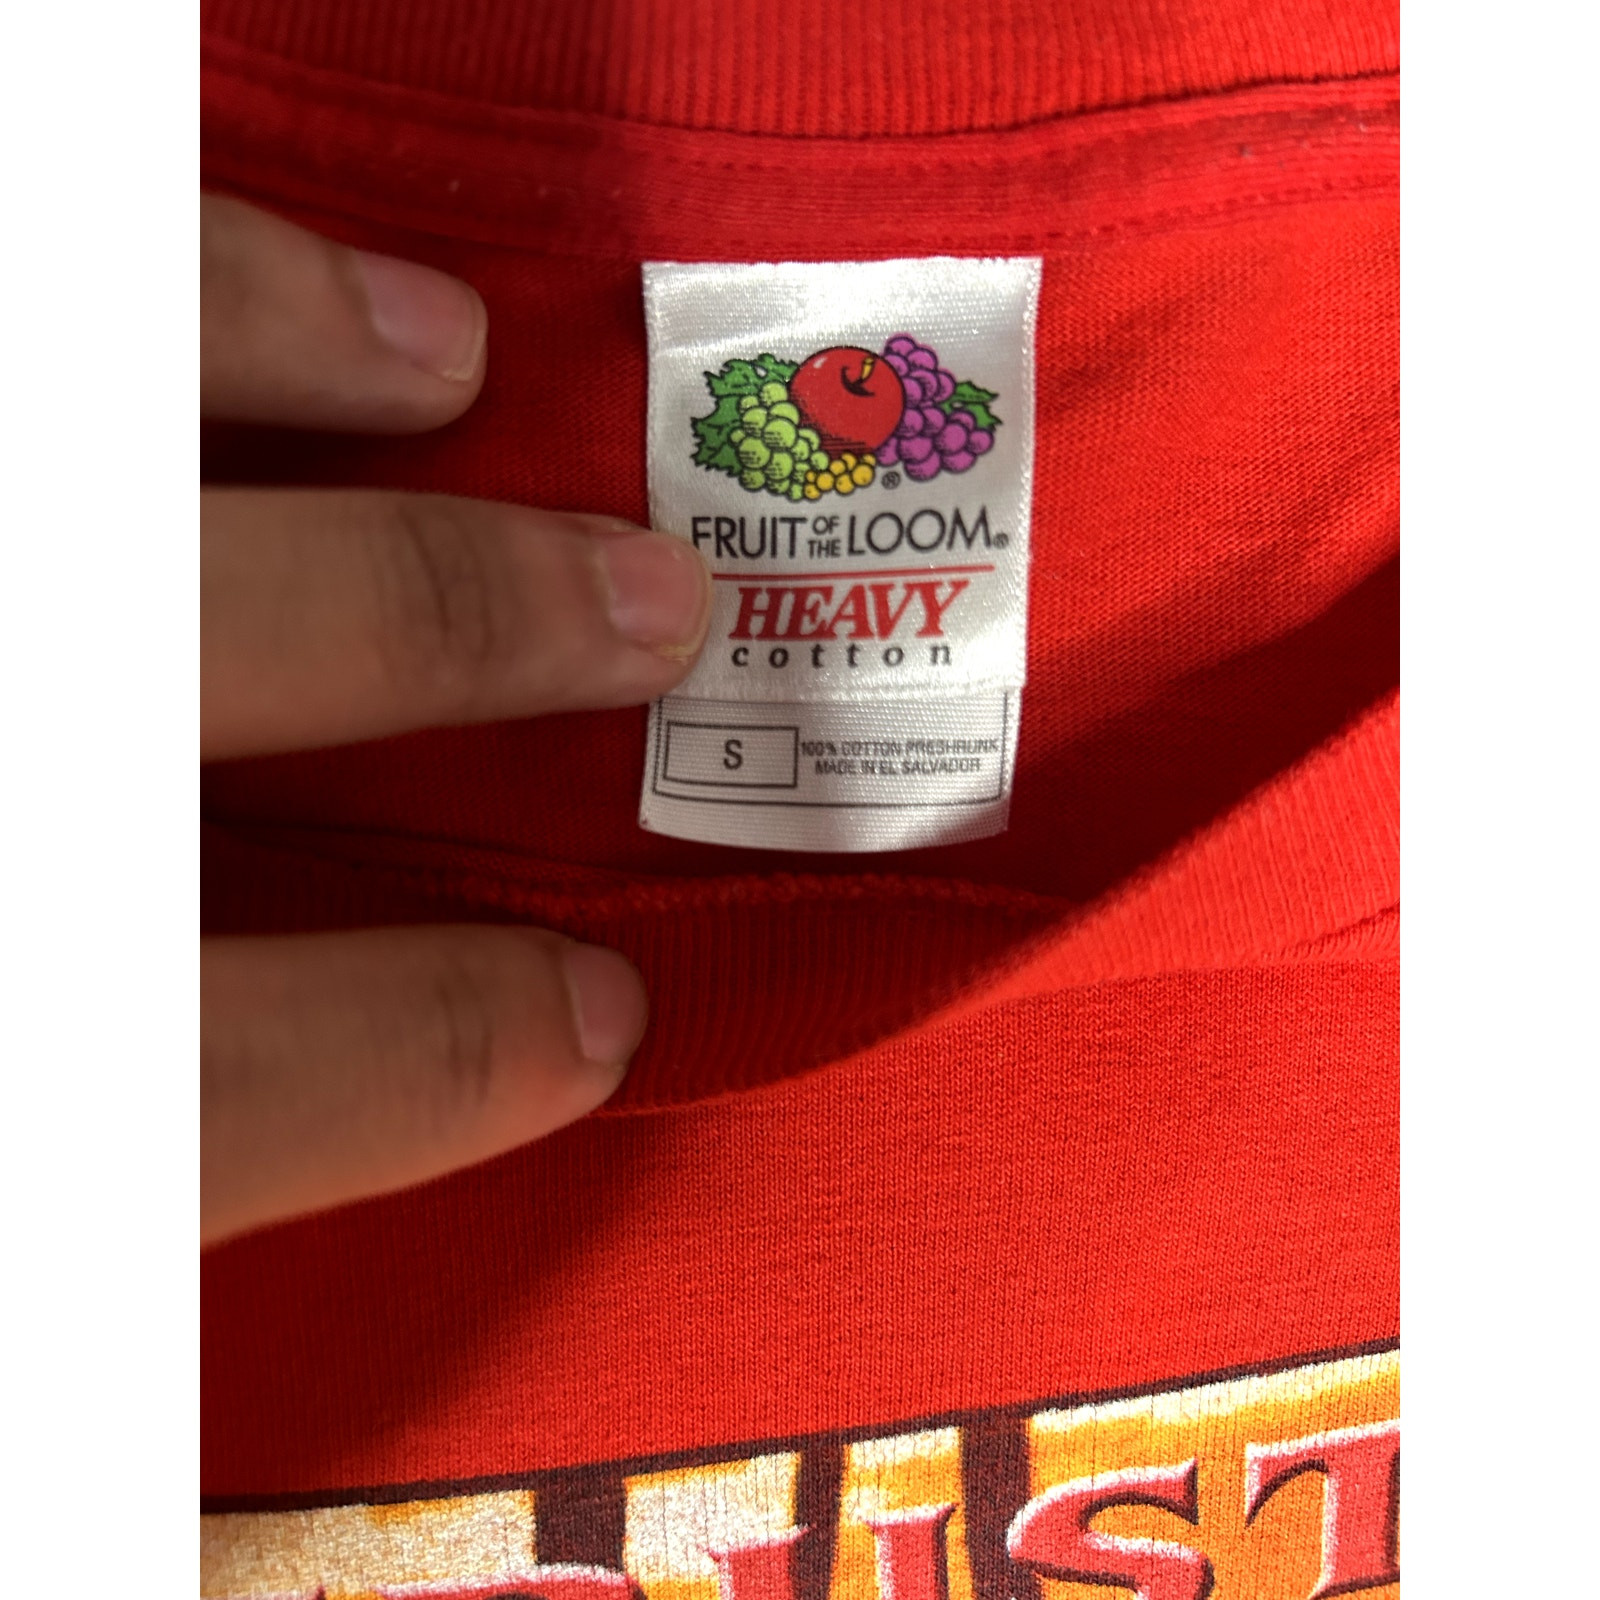 FRUIT OF THE LOOM®
HEAVY
cotton
S
100% COTTON PRESHRUNK
MADE IN EL SALVADOR